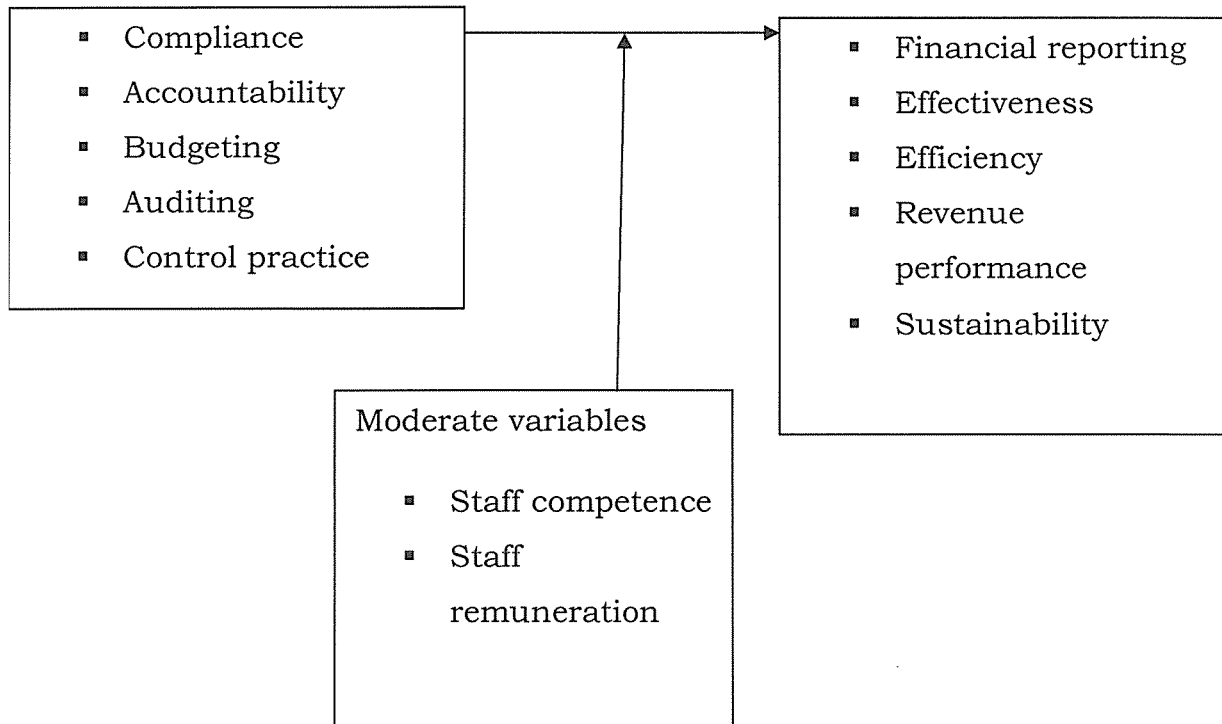 ▪ Compliance
▪ Accountability
▪ Budgeting
▪ Auditing
▪ Control practice
▪ Financial reporting
▪ Effectiveness
▪ Efficiency
▪ Revenue
performance
▪ Sustainability
Moderate variables
▪ Staff competence
▪ Staff
remuneration